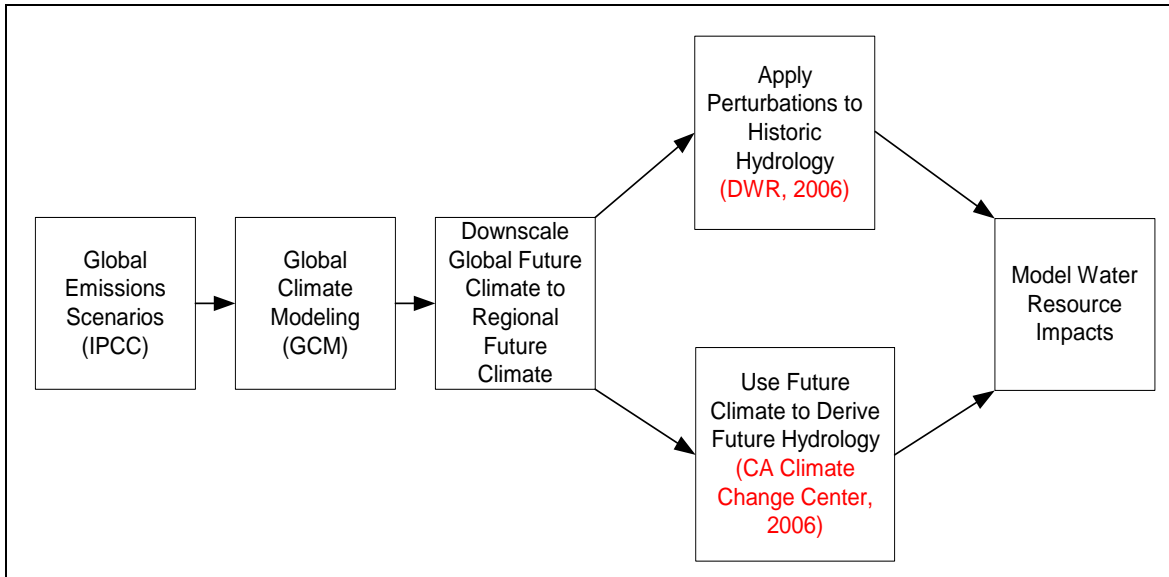 Global
Emissions
Scenarios
(IPCC)
Global
Climate
Modeling
(GCM)
Downscale
Global Future
Climate to
Regional
Future
Climate
Apply
Perturbations to
Historic
Hydrology
(DWR, 2006)
Use Future
Climate to Derive
Future Hydrology
(CA Climate
Change Center,
2006)
Model Water
Resource
Impacts